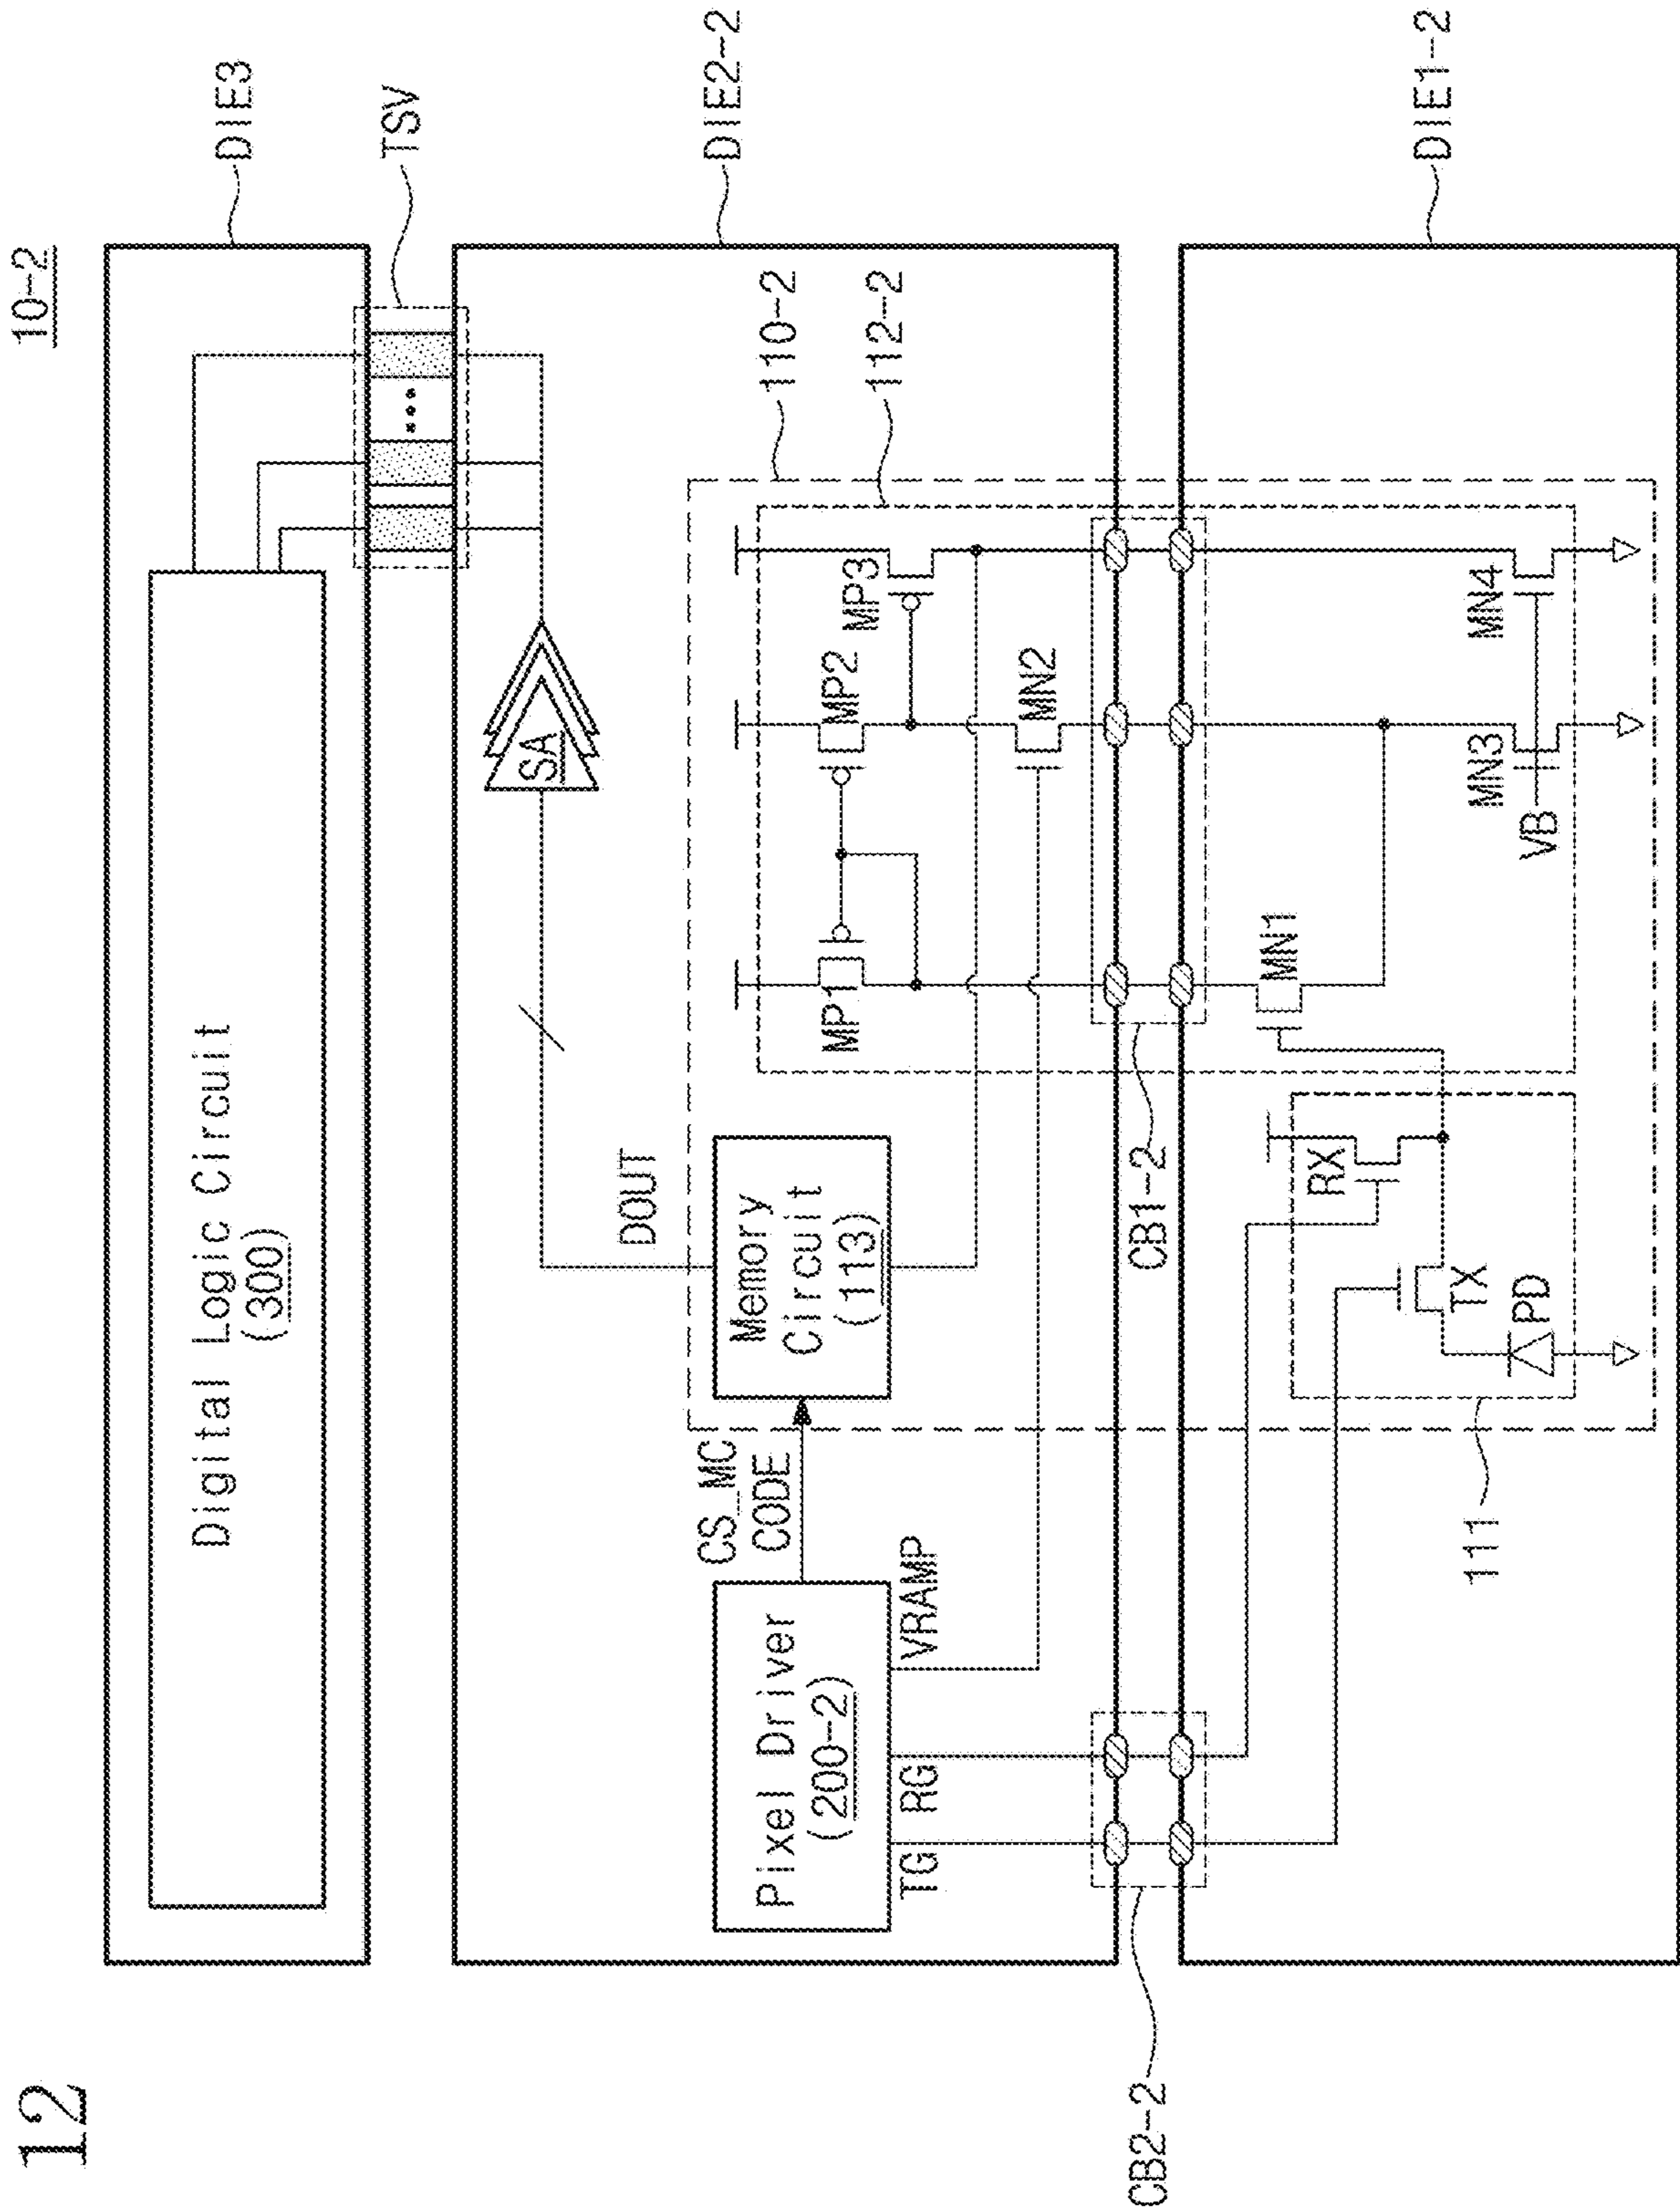 12
10-2
DIE3
Digital Logic Circuit
(300)
TSV
DIE2-2
SA
DOUT
110-2
112-2
Pixel Driver
(200-2)
CS_MC
CODE
Memory
Circuit
(113)
MP1
MP2
MP3
MN2
TG
RG
VRAMP
CB2-2
CB1-2
DIE1-2
MN1
RX
TX
PD
111
VB
MN3
MN4